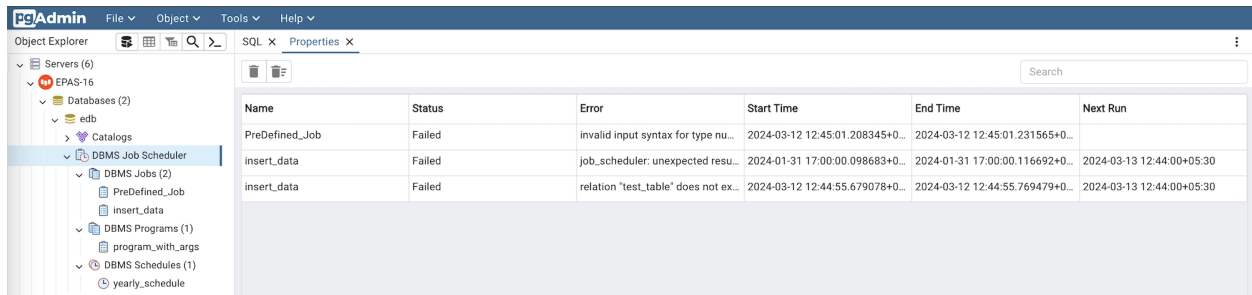 pgAdmin File Object Tools Help
Object Explorer SQL Properties
Servers (6)
EPAS-16
Search
Databases (2)
edb
Name Status Error Start Time End Time Next Run
Catalogs
PreDefined_Job Failed invalid input syntax for type nu... 2024-03-12 12:45:01.208345+0... 2024-03-12 12:45:01.231565+0...
DBMS Job Scheduler
insert_data Failed job_scheduler: unexpected resu... 2024-01-31 17:00:00.098683+0... 2024-01-31 17:00:00.116692+0... 2024-03-13 12:44:00+05:30
DBMS Jobs (2)
insert_data Failed relation "test_table" does not ex... 2024-03-12 12:44:55.679078+0... 2024-03-12 12:44:55.769479+0... 2024-03-13 12:44:00+05:30
PreDefined_Job
insert_data
DBMS Programs (1)
program_with_args
DBMS Schedules (1)
yearly_schedule